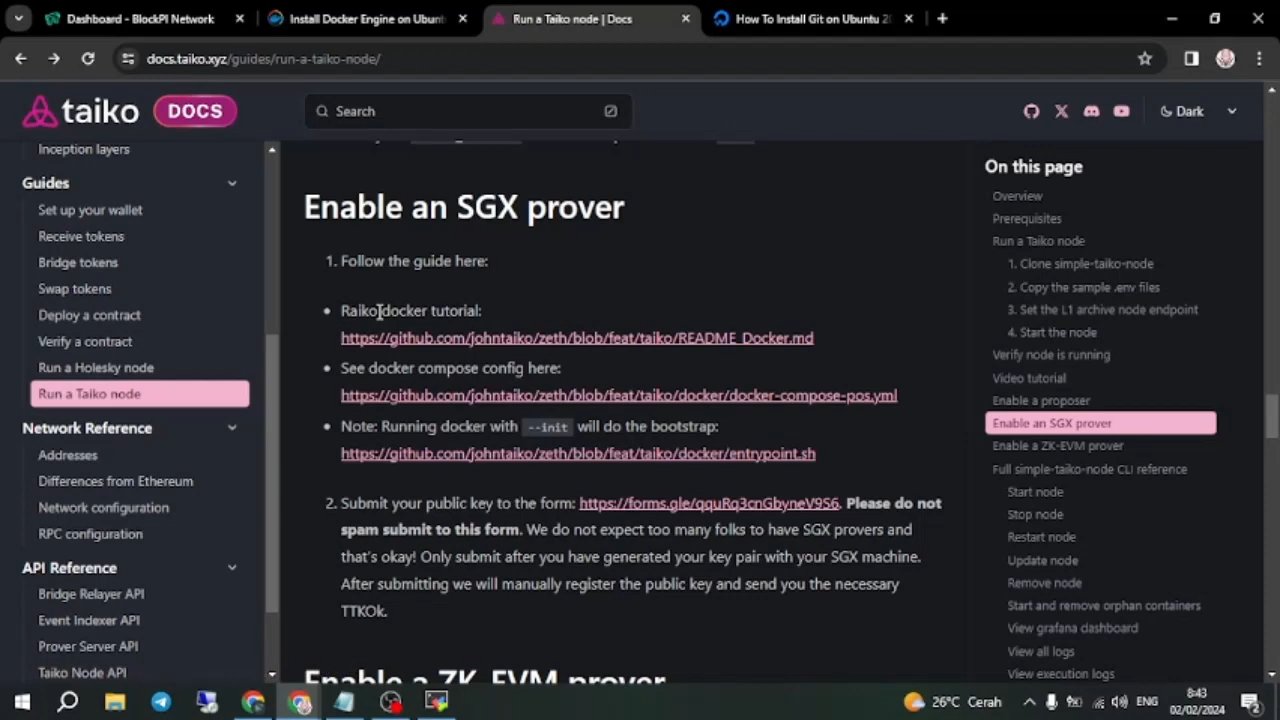 Dashboard - BlockPI Network
Install Docker Engine on Ubunt
Run a Taiko node | Docs
How To Install Git on Ubuntu 2
docs.taiko.xyz/guides/run-a-taiko-node/
taiko DOCS
Search
Dark
Inception layers
Guides
Set up your wallet
Receive tokens
Bridge tokens
Swap tokens
Deploy a contract
Verify a contract
Run a Holesky node
Run a Taiko node
Network Reference
Addresses
Differences from Ethereum
Network configuration
RPC configuration
API Reference
Bridge Relayer API
Event Indexer API
Prover Server API
Taiko Node API
Enable an SGX prover
1. Follow the guide here:
Raiko docker tutorial:
https://github.com/johntaiko/zeth/blob/feat/taiko/README_Docker.md
See docker compose config here:
https://github.com/johntaiko/zeth/blob/feat/taiko/docker/docker-compose-pos.yml
Note: Running docker with --init will do the bootstrap:
https://github.com/johntaiko/zeth/blob/feat/taiko/docker/entrypoint.sh
2. Submit your public key to the form: https://forms.gle/qquRq3cnGbyneV9S6. Please do not
spam submit to this form. We do not expect too many folks to have SGX provers and
that's okay! Only submit after you have generated your key pair with your SGX machine.
After submitting we will manually register the public key and send you the necessary
TTKOk.
Enable a ZK-EVM prover
On this page
Overview
Prerequisites
Run a Taiko node
1. Clone simple-taiko-node
2. Copy the sample .env files
3. Set the L1 archive node endpoint
4. Start the node
Verify node is running
Video tutorial
Enable a proposer
Enable an SGX prover
Enable a ZK-EVM prover
Full simple-taiko-node CLI reference
Start node
Stop node
Restart node
Update node
Remove node
Start and remove orphan containers
View grafana dashboard
View all logs
View execution logs
26°C Cerah
ENG
8:43
02/02/2024
2